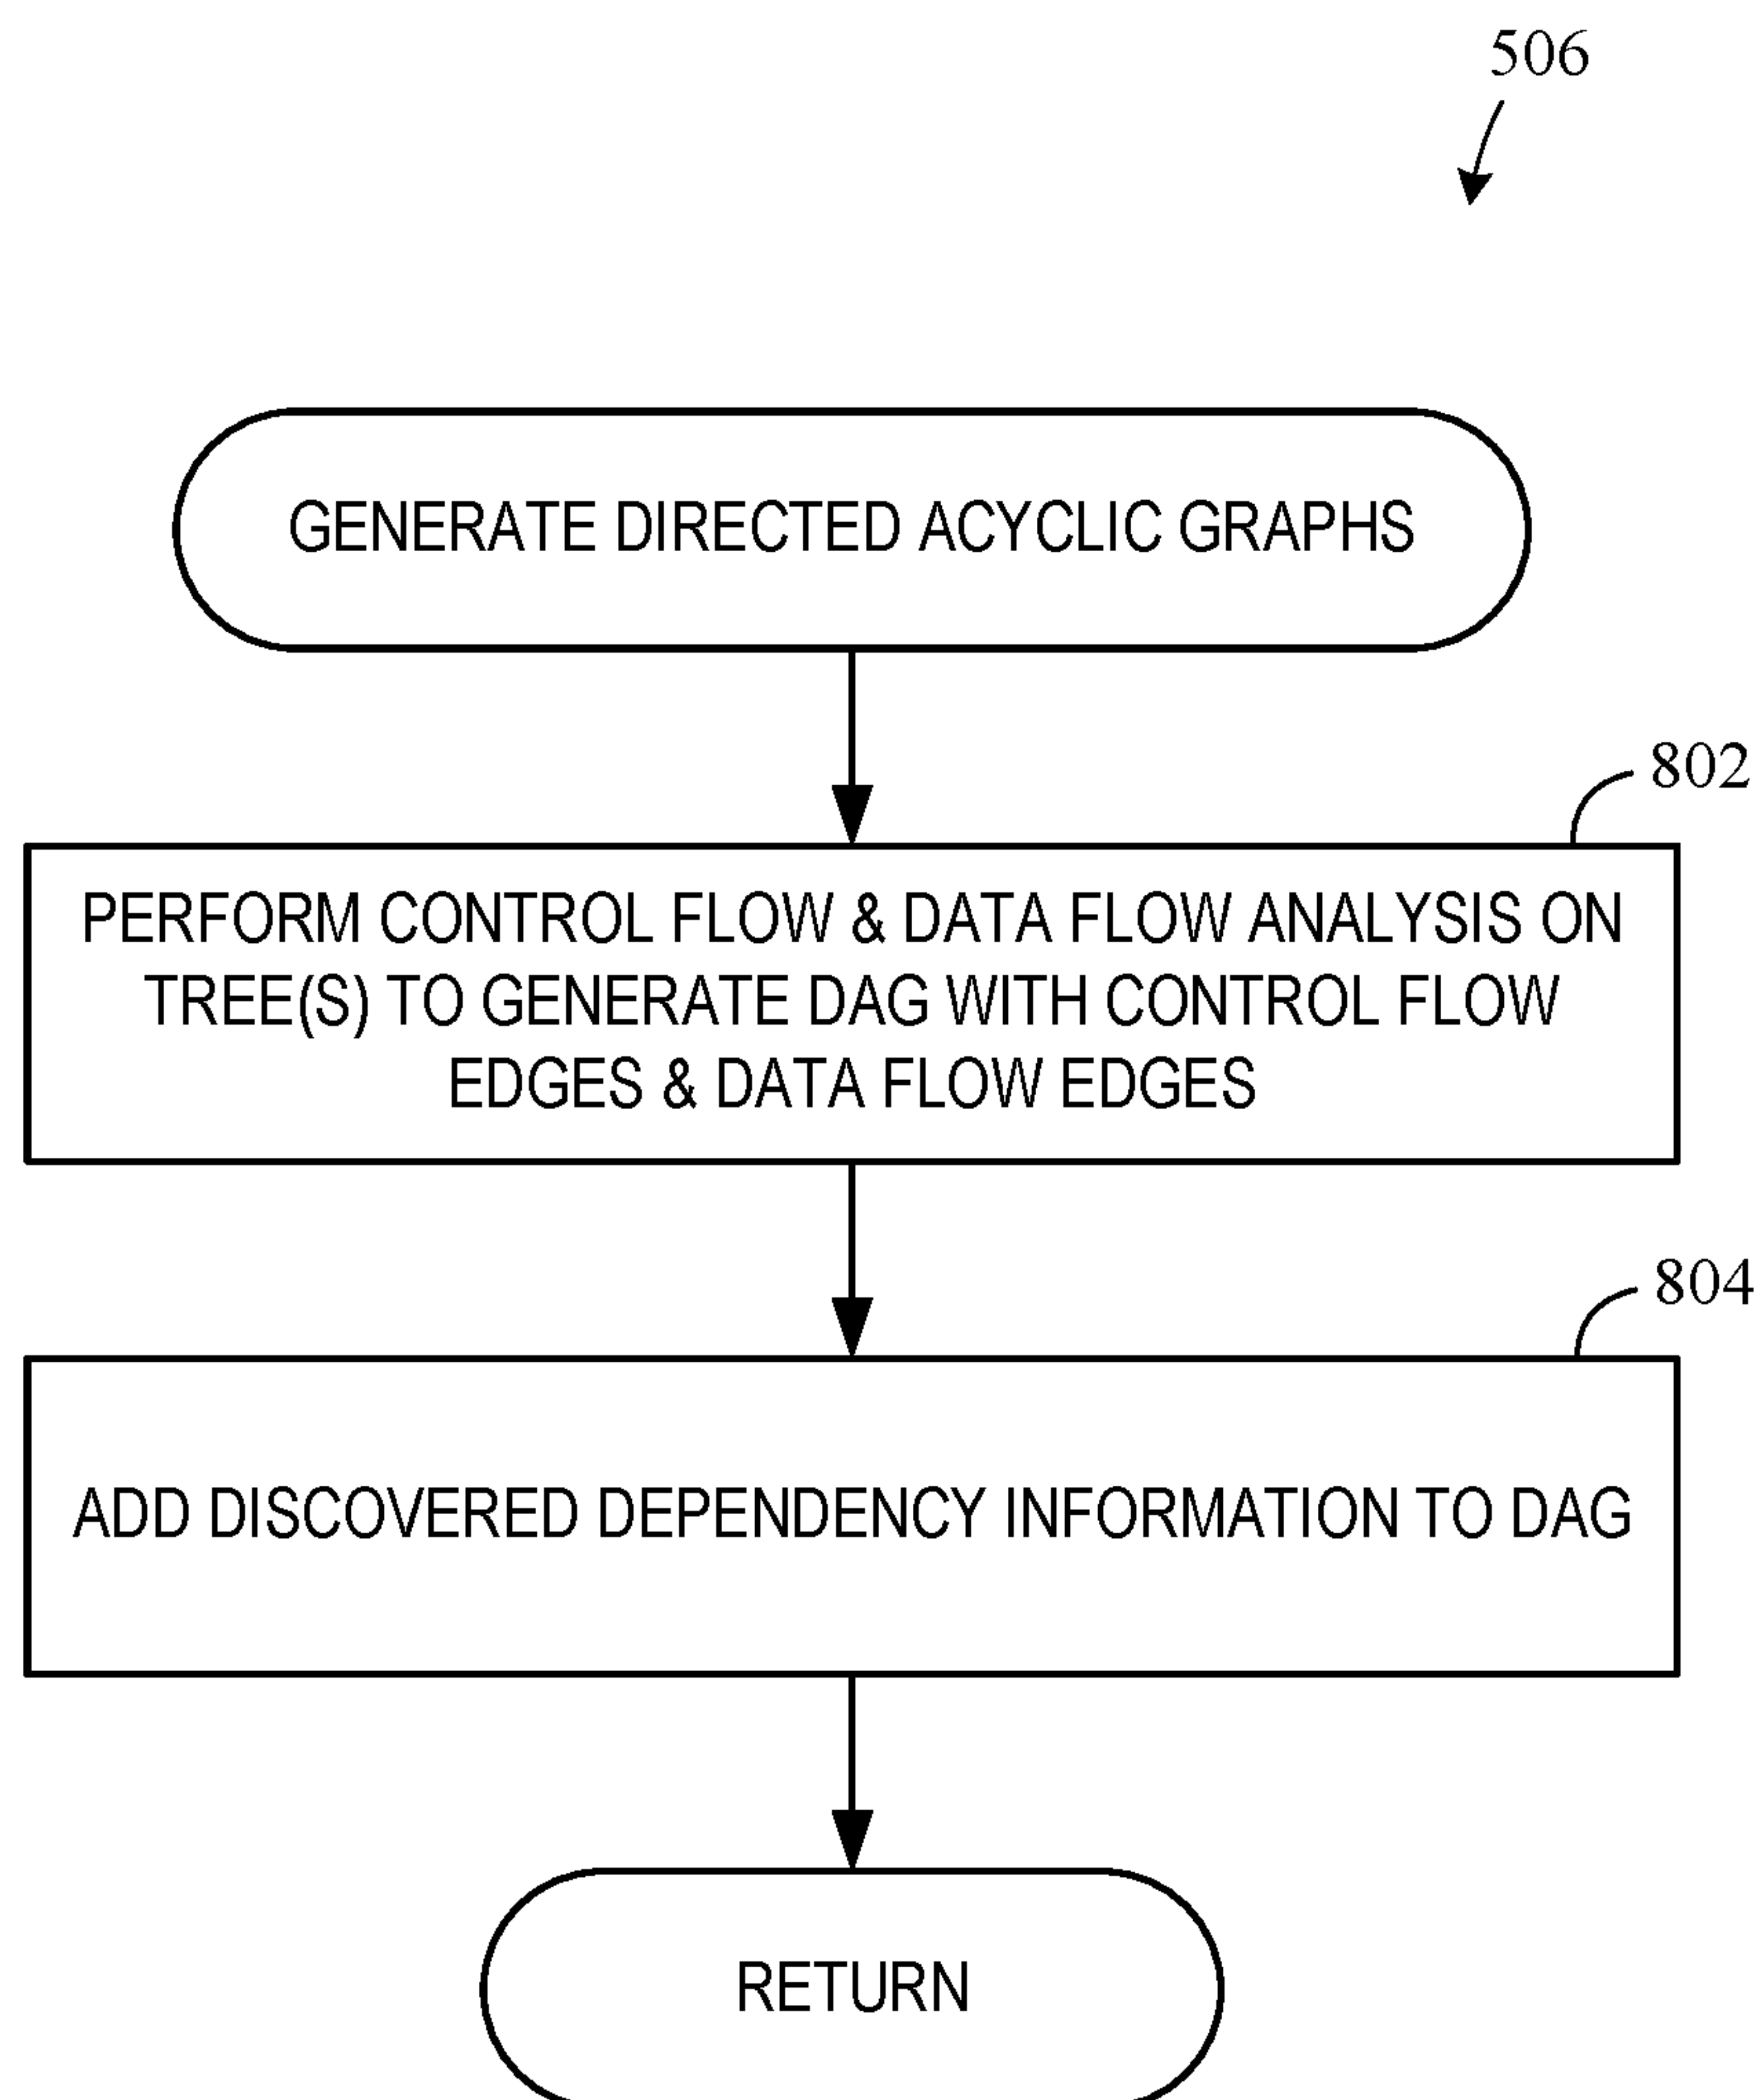 506
GENERATE DIRECTED ACYCLIC GRAPHS
802
PERFORM CONTROL FLOW & DATA FLOW ANALYSIS ON
TREE(S) TO GENERATE DAG WITH CONTROL FLOW
EDGES & DATA FLOW EDGES
804
ADD DISCOVERED DEPENDENCY INFORMATION TO DAG
RETURN